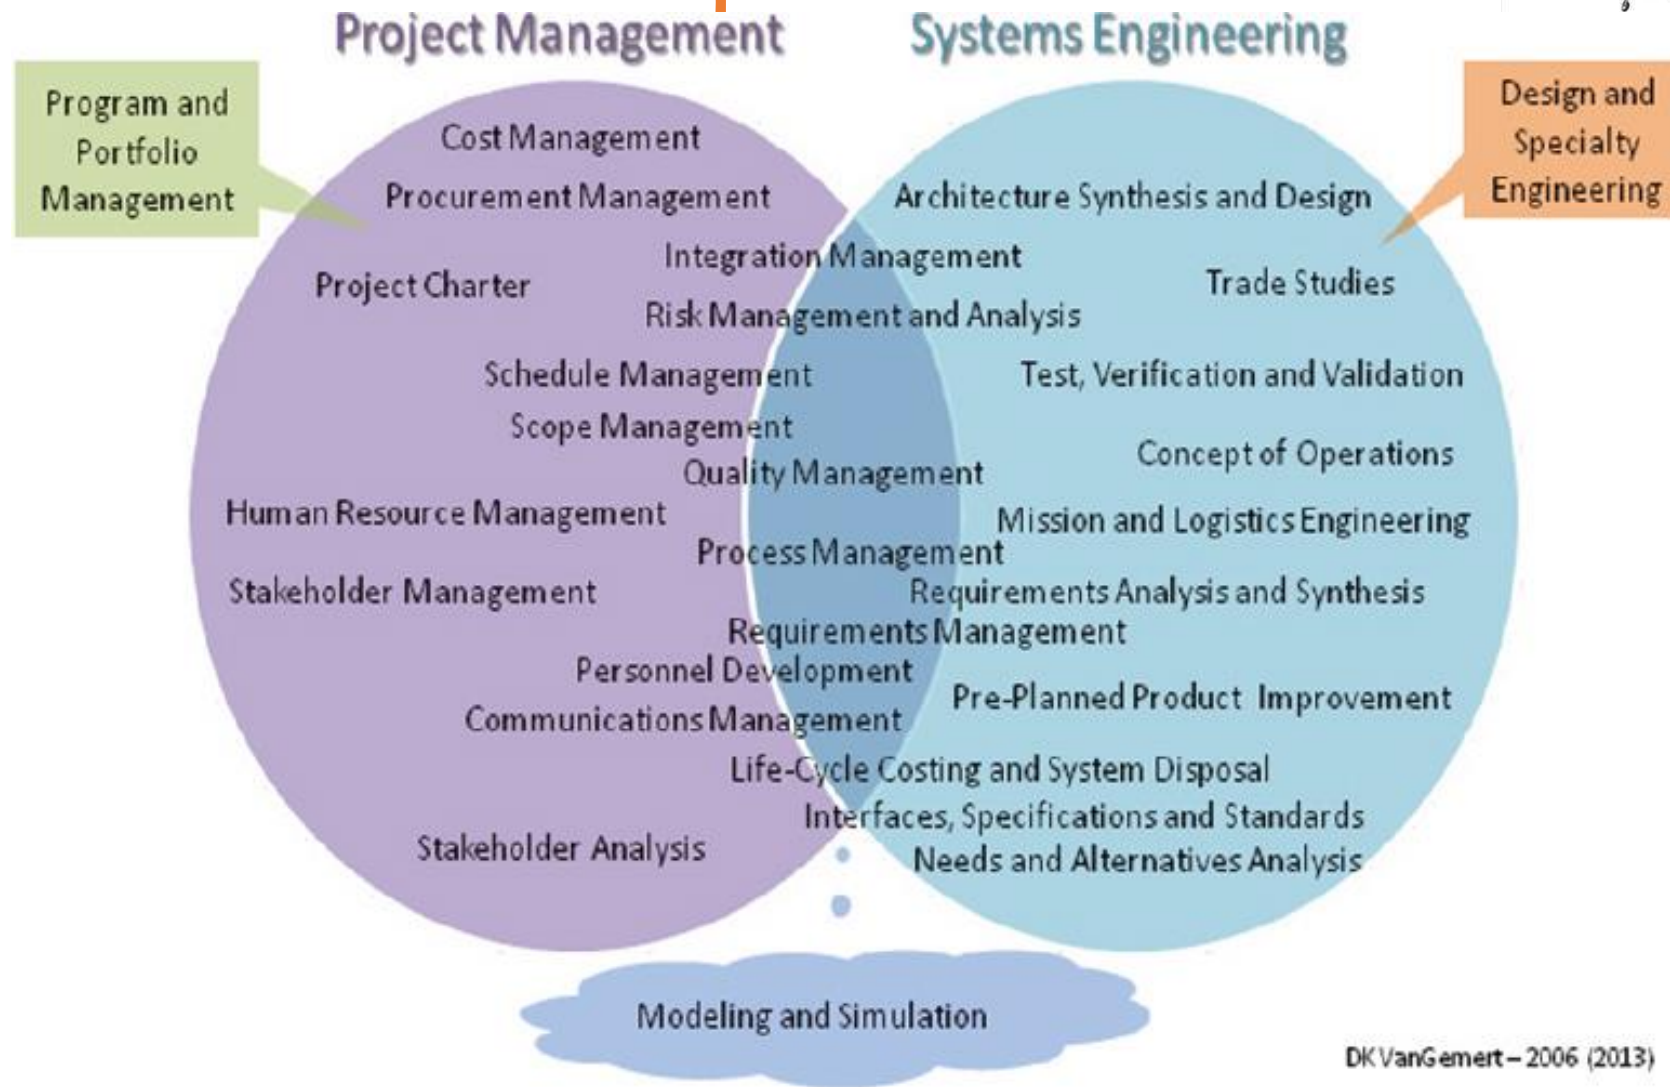 Project Management
Systems Engineering
Program and
Portfolio
Management
Design and
Specialty
Engineering
Cost Management
Procurement Management
Architecture Synthesis and Design
Integration Management
Project Charter
Trade Studies
Risk Management and Analysis
Schedule Management
Test, Verification and Validation
Scope Management
Concept of Operations
Quality Management
Human Resource Management
Mission and Logistics Engineering
Process Management
Stakeholder Management
Requirements Analysis and Synthesis
Requirements Management
Personnel Development
Pre-Planned Product Improvement
Communications Management
Life-Cycle Costing and System Disposal
Interfaces, Specifications and Standards
Stakeholder Analysis
Needs and Alternatives Analysis
Modeling and Simulation
DK VanGemert – 2006 (2013)